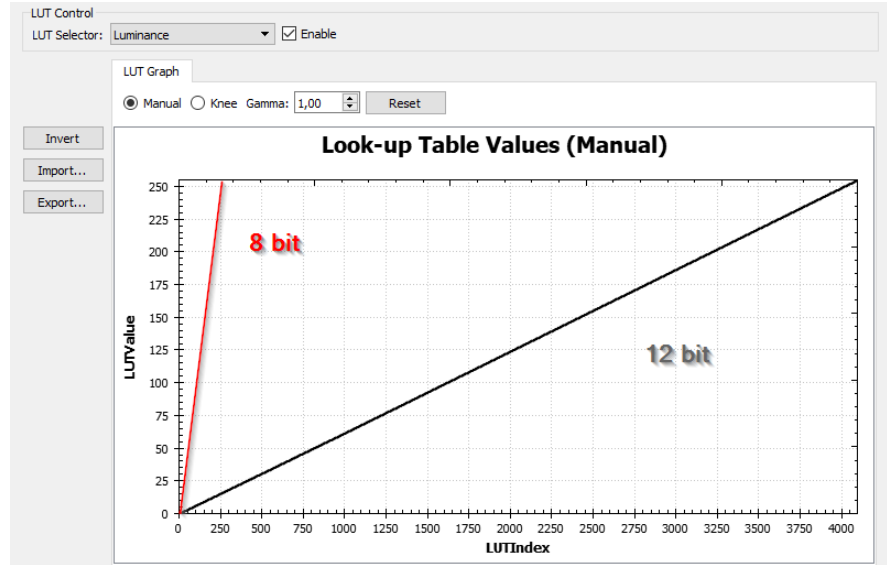 LUT Control
LUT Selector: Luminance Enable
LUT Graph
Manual Knee Gamma: 1,00 Reset
Invert
Import...
Export...
Look-up Table Values (Manual)
250
225
200
175
150
125
100
75
50
25
0
LUTValue
8 bit
12 bit
0 250 500 750 1000 1250 1500 1750 2000 2250 2500 2750 3000 3250 3500 3750 4000
LUTIndex